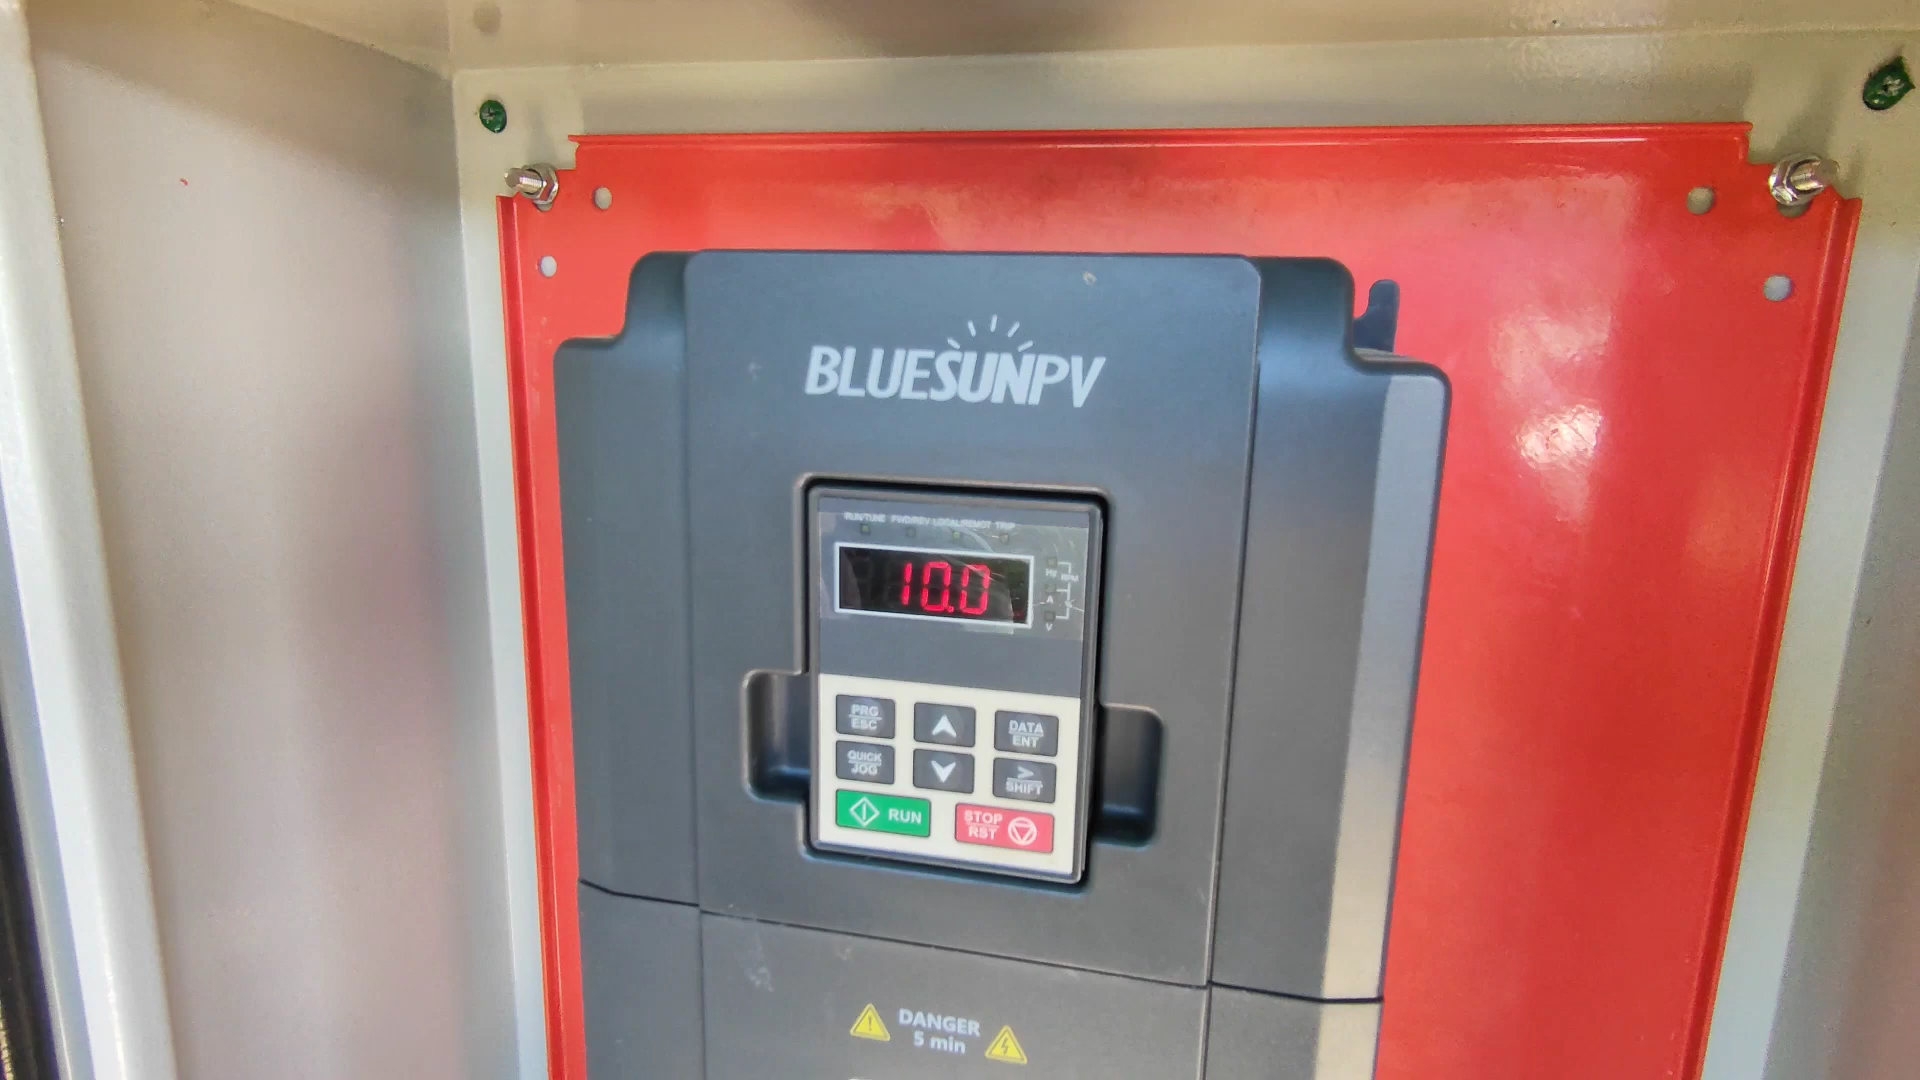 BLUESUNPV
RUN/TUNE FWD/REV LOCAL/REMOT TRIP
10.0
Hz
RPM
A
%
V
PRG
ESC
DATA
ENT
QUICK
JOG
>
SHIFT
RUN
STOP
RST
DANGER
5 min